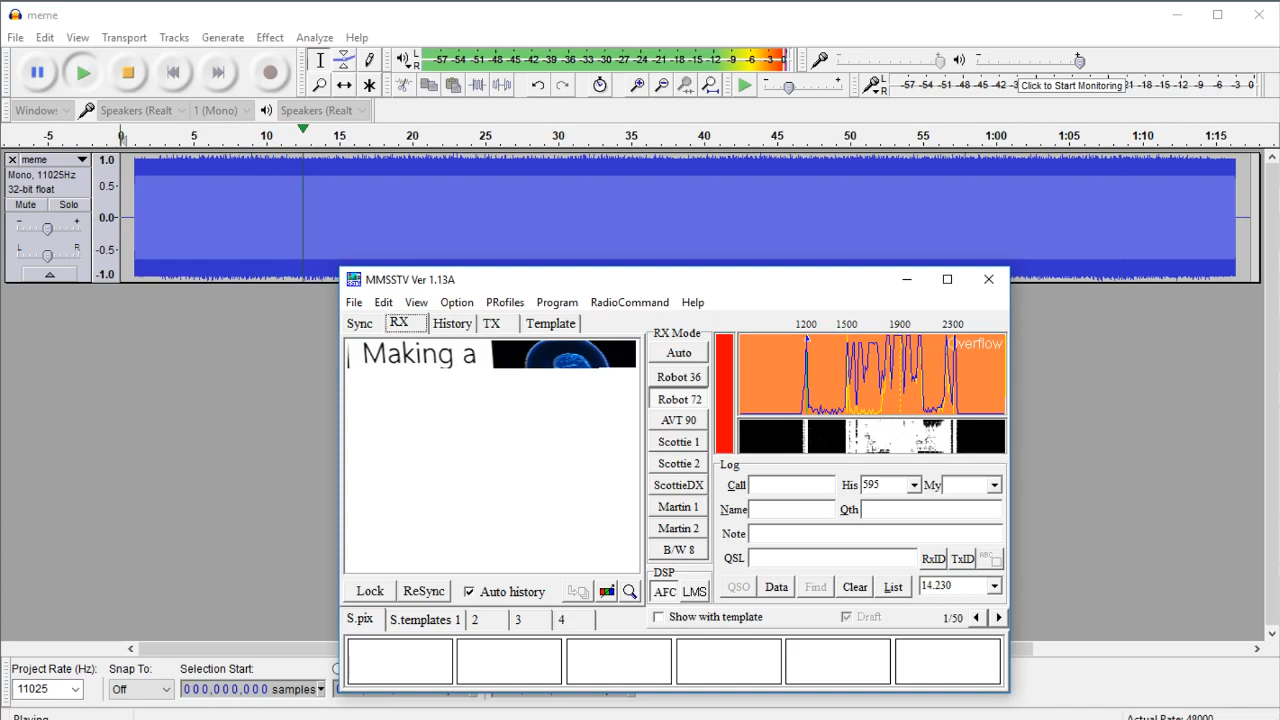 meme
File Edit View Transport Tracks Generate Effect Analyze Help
L R -57 -54 -51 -48 -45 -42 -39 -36 -33 -30 -27 -24 -21 -18 -15 -12 -9 -6 -3 0
L R -57 -54 -51 -48 -45 -42 Click to Start Monitoring -18 -15 -12 -9 -6 -3 0
Speakers (Realt 1 (Mono) Speakers (Realt
-5 0 5 10 15 20 25 30 35 40 45 50 55 1:00 1:05 1:10 1:15
meme 1.0
Mono, 11025Hz
32-bit float 0.5
Mute Solo 0.0
- +
L R -0.5
-1.0
MMSSTV Ver 1.13A
File Edit View Option PRofiles Program RadioCommand Help
Sync RX History TX Template
Making a
RX Mode
Auto
Robot 36
Robot 72
AVT 90
Scottie 1
Scottie 2
ScottieDX
Martin 1
Martin 2
B/W 8
DSP
AFC LMS
1200 1500 1900 2300
Overflow
Log
Call His 595 My
Name Qth
Note
QSL RxID TxID ABC
QSO Data Find Clear List 14.230
Lock ReSync Auto history
Show with template Draft 1/50
S.pix S.templates 1 2 3 4
Project Rate (Hz): Snap To: Selection Start:
11025 Off 000,000,000 samples
Playing Actual Rate: 48000